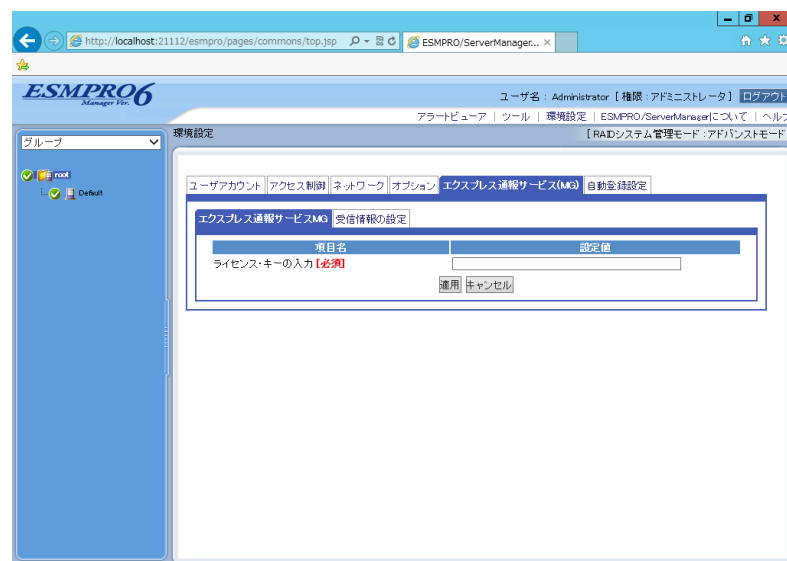 http://localhost:21112/esmpro/pages/commons/top.jsp
ESMPRO/ServerManager... ×
ESMPRO6
Manager Ver.
ユーザ名 : Administrator [ 権限 : アドミニストレータ ] ログアウト
アラートビューア | ツール | 環境設定 | ESMPRO/ServerManagerについて | ヘルプ
グループ
環境設定
[ RAIDシステム管理モード : アドバンストモード
root
Default
ユーザアカウント アクセス制御 ネットワーク オプション エクスプレス通報サービス(MG) 自動登録設定
エクスプレス通報サービスMG 受信情報の設定
項目名 設定値
ライセンス・キーの入力 [必須]
適用 キャンセル